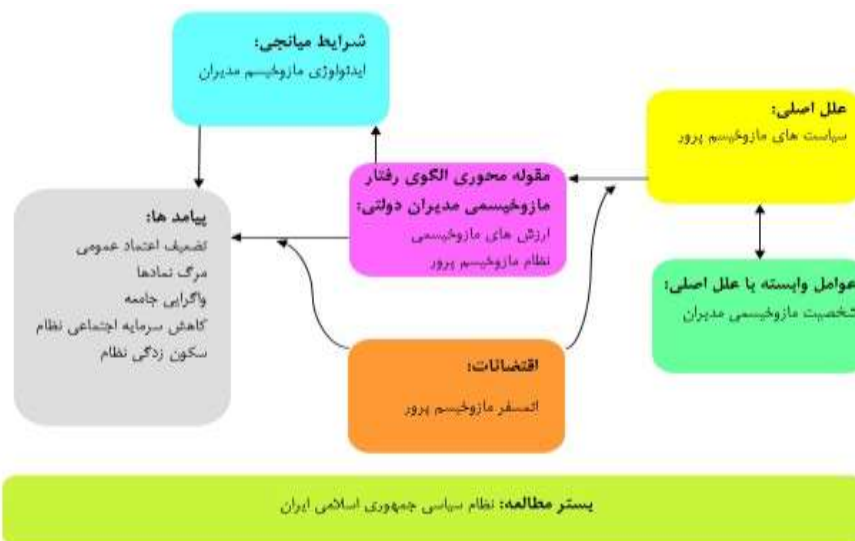 شرایط میانجی:
ایدئولوژی مازوخیسم مدیران
علل اصلی:
سیاست های مازوخیسم پرور
مقوله محوری الگوی رفتار
مازوخیسمی مدیران دولتی:
ارزش های مازوخیسمی
نظام مازوخیسم پرور
پیامد ها:
تضعیف اعتماد عمومی
مرگ نمادها
واگرایی جامعه
کاهش سرمایه اجتماعی نظام
سکون زدگی نظام
عوامل وابسته با علل اصلی:
شخصیت مازوخیسمی مدیران
اقتضائات:
اتمسفر مازوخیسم پرور
بستر مطالعه: نظام سیاسی جمهوری اسلامی ایران